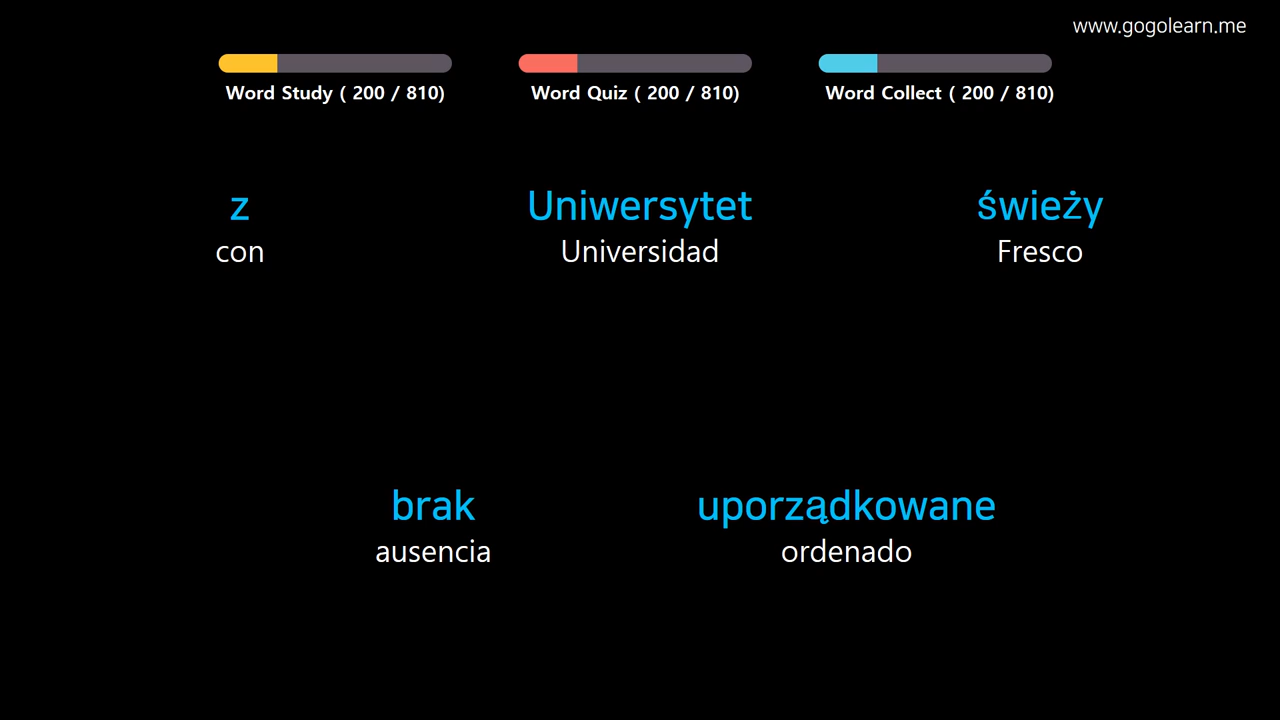 www.gogolearn.me
Word Study ( 200 / 810)
Word Quiz ( 200 / 810)
Word Collect ( 200 / 810)
z
con
Uniwersytet
Universidad
świeży
Fresco
brak
ausencia
uporządkowane
ordenado